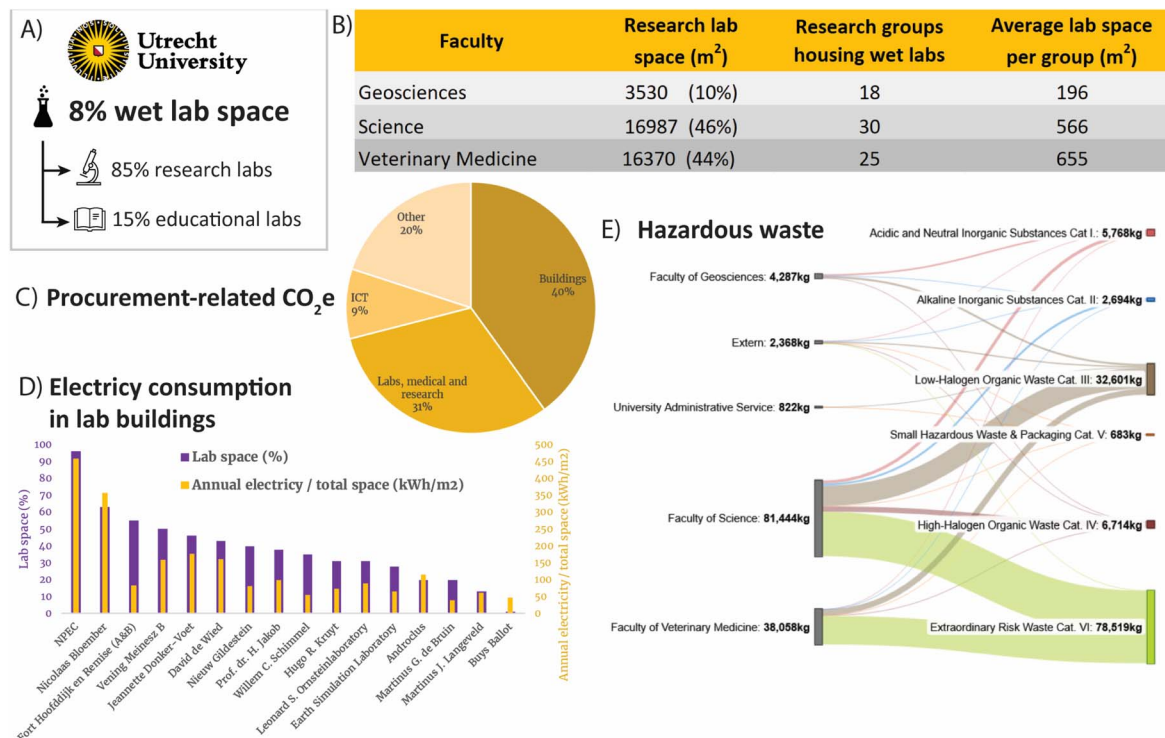 A)
Utrecht
University
8% wet lab space
85% research labs
15% educational labs
B)
Faculty
Research lab
space (m²)
Research groups
housing wet labs
Average lab space
per group (m²)
Geosciences 3530 (10%) 18 196
Science 16987 (46%) 30 566
Veterinary Medicine 16370 (44%) 25 655
C) Procurement-related CO₂e
Other
20%
Buildings
40%
ICT
9%
Labs, medical and
research
31%
D) Electricy consumption
in lab buildings
Lab space (%)
Annual electricy / total space (kWh/m2)
Lab space (%)
100
90
80
70
60
50
40
30
20
10
0
500
450
400
350
300
250
200
150
100
50
0
Annual electricity / total space (kWh/m2)
NPEC
Nicolaas Bloember
Fort Hoofddijk en Remise (A&B)
Vening Meinesz B
Jeannette Donker-Voet
David de Wied
Nieuw Gildestein
Prof. dr. H. Jakob
Willem C. Schimmel
Hugo R. Kruyt
Leonard S. Ornsteinlaboratory
Earth Simulation Laboratory
Androclus
Martinus G. de Bruin
Martinus J. Langeveld
Buys Ballot
E) Hazardous waste
Faculty of Geosciences: 4,287kg
Extern: 2,368kg
University Administrative Service: 822kg
Faculty of Science: 81,444kg
Faculty of Veterinary Medicine: 38,058kg
Acidic and Neutral Inorganic Substances Cat I.: 5,768kg
Alkaline Inorganic Substances Cat. II: 2,694kg
Low-Halogen Organic Waste Cat. III: 32,601kg
Small Hazardous Waste & Packaging Cat. V: 683kg
High-Halogen Organic Waste Cat. IV: 6,714kg
Extraordinary Risk Waste Cat. VI: 78,519kg